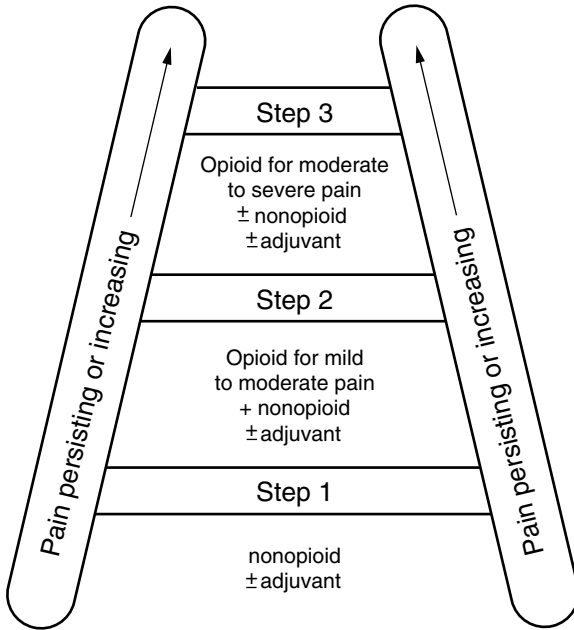 Step 3
Opioid for moderate
to severe pain
± nonopioid
± adjuvant
Step 2
Opioid for mild
to moderate pain
+ nonopioid
± adjuvant
Step 1
nonopioid
± adjuvant
Pain persisting or increasing
Pain persisting or increasing